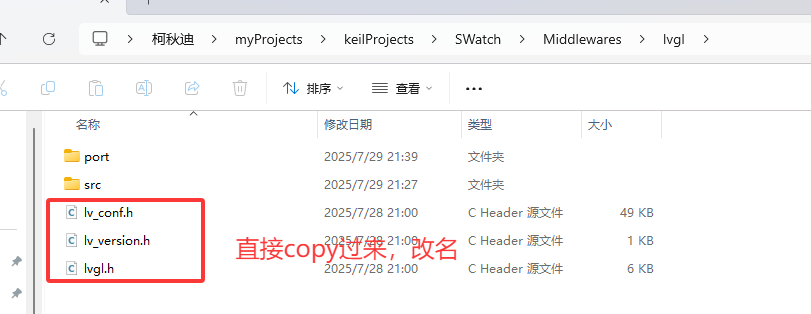 柯秋迪 > myProjects > keilProjects > SWatch > Middlewares > lvgl >
排序 查看 ...
名称 修改日期 类型 大小
port 2025/7/29 21:39 文件夹
src 2025/7/29 21:27 文件夹
lv_conf.h 2025/7/28 21:00 C Header 源文件 49 KB
lv_version.h 2025/7/28 21:00 C Header 源文件 1 KB
直接copy过来，改名
lvgl.h 2025/7/28 21:00 C Header 源文件 6 KB